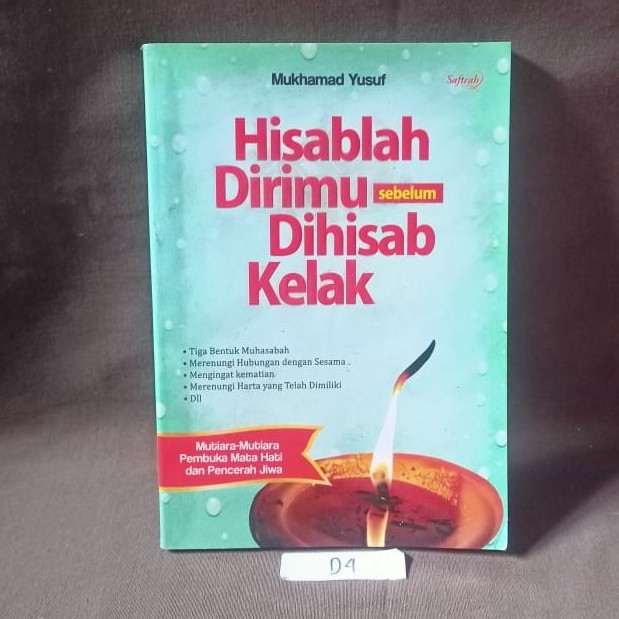 Mukhamad Yusuf
Saftrah
Hisablah
Dirimu sebelum
Dihisab
Kelak
• Tiga Bentuk Muhasabah
• Merenungi Hubungan dengan Sesama
• Mengingat kematian
• Merenungi Harta yang Telah Dimiliki
• Dll
Mutiara-Mutiara
Pembuka Mata Hati
dan Pencerah Jiwa
D4